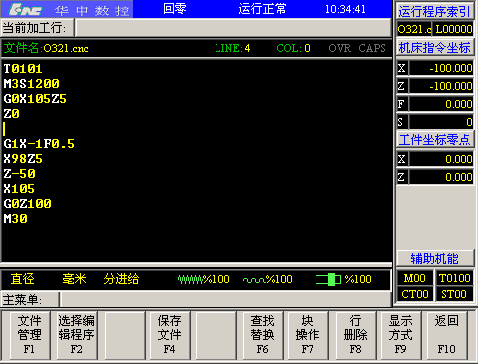 CNC 华中数控 回零 运行正常 10:34:41 运行程序索引
当前加工行: O321.c L00000
文件名:O321.cnc LINE:4 COL:0 OVR CAPS 机床指令坐标
T0101
M3S1200
G0X105Z5
Z0
G1X-1F0.5
X98Z5
Z-50
X105
G0Z100
M30
X -100.000
Z -100.000
F 0.000
S 0
工件坐标零点
X 0.000
Z 0.000
辅助机能
M00 T0100
CT00 ST00
直径 毫米 分进给 %100 %100 %100
主菜单:
文件管理 F1
选择编辑程序 F2
保存文件 F4
查找替换 F6
块操作 F7
行删除 F8
显示方式 F9
返回 F10